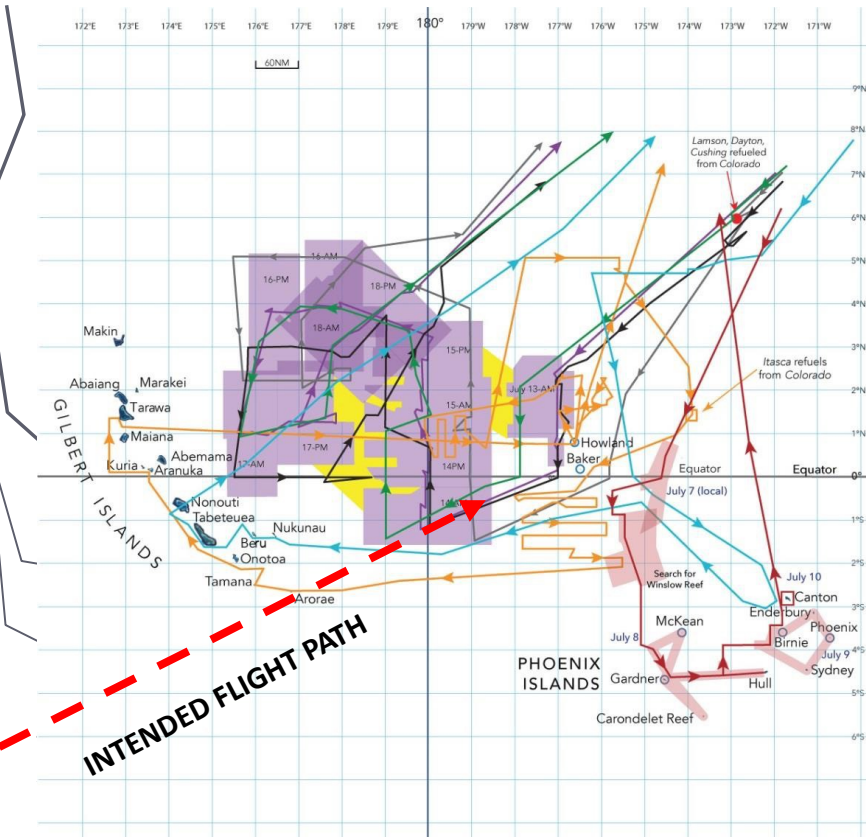 172°E 173°E 174°E 175°E 176°E 177°E 178°E 179°E 180° 179°W 178°W 177°W 176°W 175°W 174°W 173°W 172°W 171°W
60NM
9°N
8°N
Lamson, Dayton,
Cushing refueled
from Colorado
7°N
6°N
16-AM
5°N
16-PM
18-PM
4°N
18-AM
Makin
15-PM
3°N
Itasca refuels
from Colorado
Abaiang
Marakei
July 13-AM
2°N
Tarawa
15-AM
GILBERT ISLANDS
Maiana
17-PM
Howland
1°N
Abemama
Kuria
Aranuka
17-AM
14PM
Baker
Equator
Equator
0°
July 7 (local)
Nonouti
Tabeteuea
Nukunau
1°S
Beru
Onotoa
2°S
Tamana
Search for
Winslow Reef
July 10
Arorae
Canton
3°S
Enderbury
McKean
Phoenix
July 8
Birnie
July 9
4°S
PHOENIX
ISLANDS
Sydney
Gardner
Hull
5°S
Carondelet Reef
6°S
INTENDED FLIGHT PATH